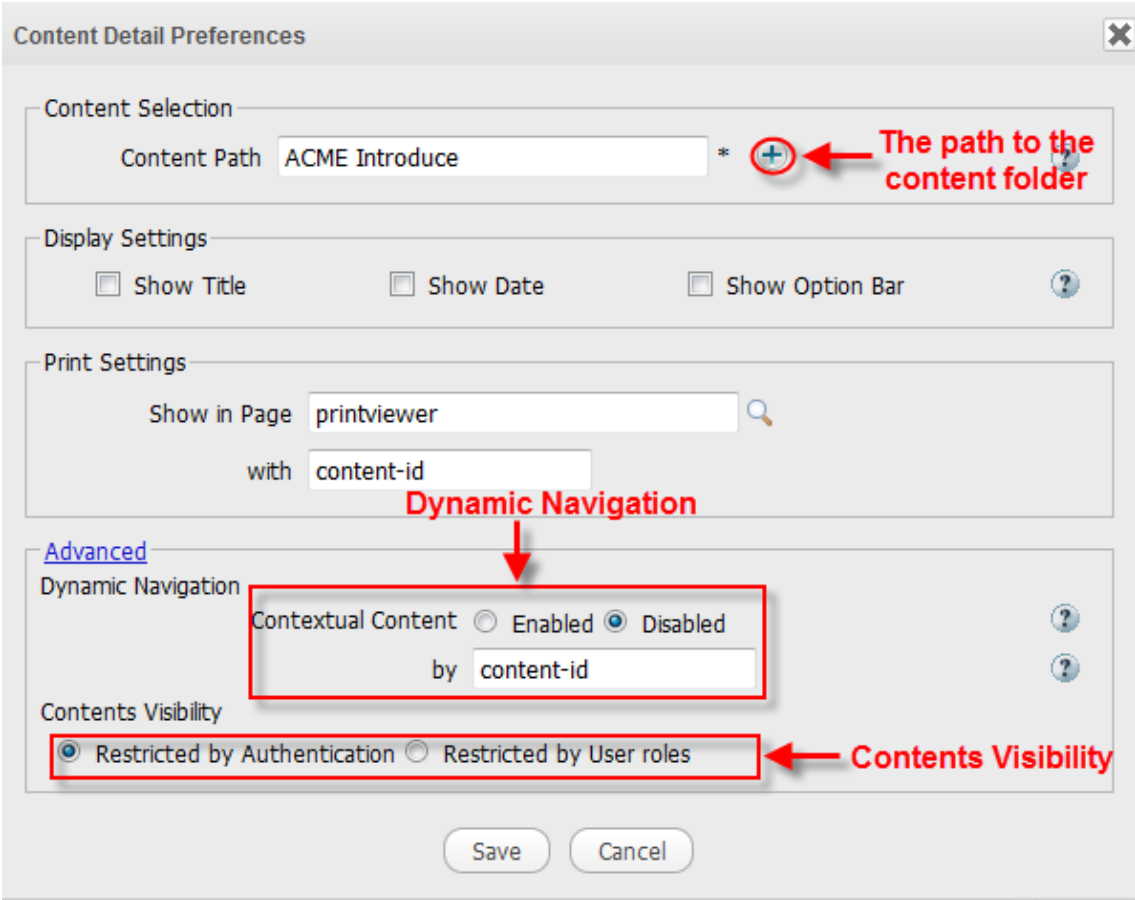 Content Detail Preferences
Content Selection
Content Path ACME Introduce * The path to the
content folder
Display Settings
Show Title Show Date Show Option Bar
Print Settings
Show in Page printviewer
with content-id
Dynamic Navigation
Advanced
Dynamic Navigation
Contextual Content Enabled Disabled
by content-id
Contents Visibility
Restricted by Authentication Restricted by User roles Contents Visibility
Save Cancel